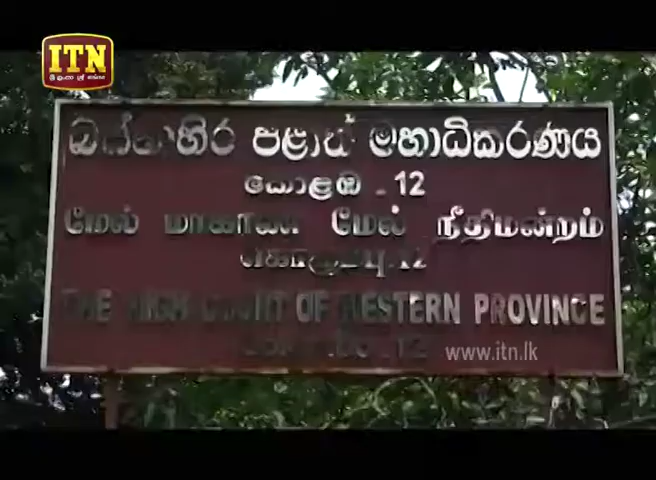 ITN
බස්නාහිර පළාත් මහාධිකරණය
කොළඹ - 12
மேல் மாகாண மேல் நீதிமன்றம்
கொழும்பு - 12
THE HIGH COURT OF WESTERN PROVINCE
12
www.itn.lk